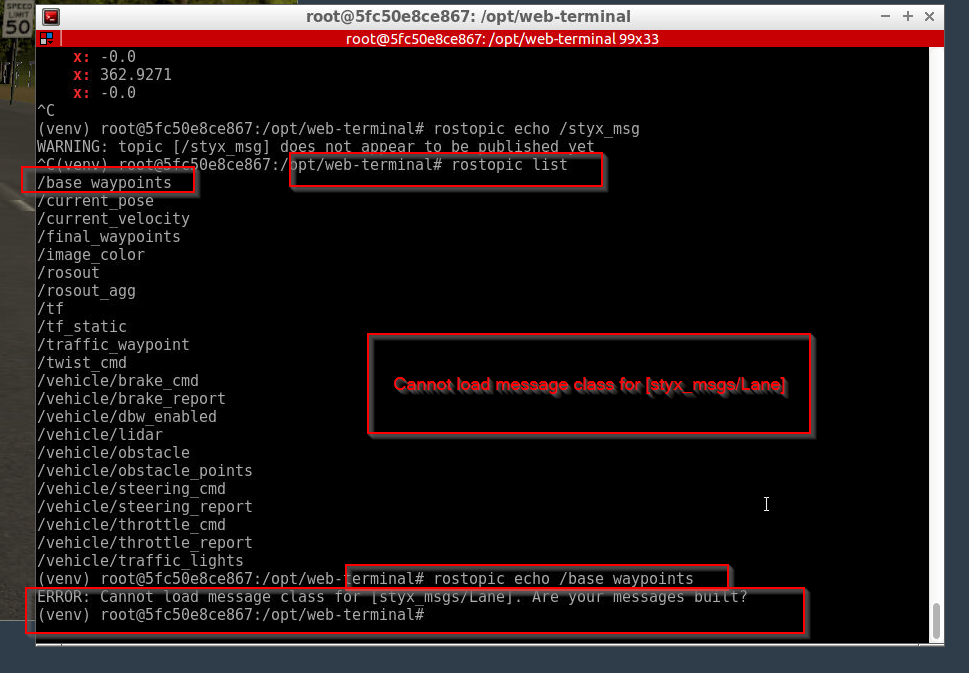 SPEED
LIMIT
50
root@5fc50e8ce867: /opt/web-terminal
root@5fc50e8ce867: /opt/web-terminal 99x33
x: -0.0
x: 362.9271
x: -0.0
^C
(venv) root@5fc50e8ce867:/opt/web-terminal# rostopic echo /styx_msg
WARNING: topic [/styx_msg] does not appear to be published yet
^C(venv) root@5fc50e8ce867:/opt/web-terminal# rostopic list
/base_waypoints
/current_pose
/current_velocity
/final_waypoints
/image_color
/rosout
/rosout_agg
/tf
/tf_static
/traffic_waypoint
/twist_cmd
/vehicle/brake_cmd
/vehicle/brake_report
/vehicle/dbw_enabled
/vehicle/lidar
/vehicle/obstacle
/vehicle/obstacle_points
/vehicle/steering_cmd
/vehicle/steering_report
/vehicle/throttle_cmd
/vehicle/throttle_report
/vehicle/traffic_lights
Cannot load message class for [styx_msgs/Lane]
(venv) root@5fc50e8ce867:/opt/web-terminal# rostopic echo /base_waypoints
ERROR: Cannot load message class for [styx_msgs/Lane]. Are your messages built?
(venv) root@5fc50e8ce867:/opt/web-terminal#